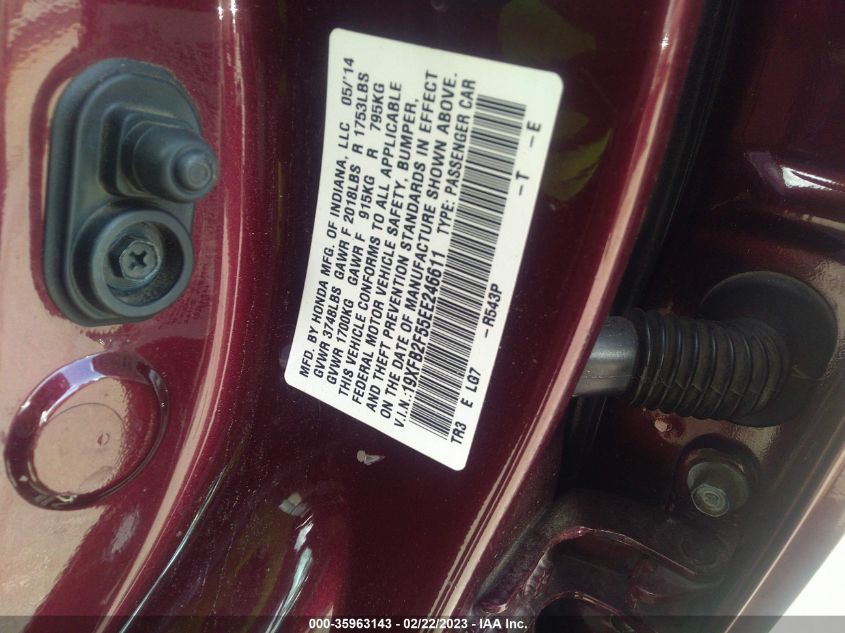 MFD. BY HONDA MFG. OF INDIANA, LLC 05/'14
GVWR 3748LBS GAWR F 2018LBS R 1753LBS
GVWR 1700KG GAWR F 915KG R 795KG
THIS VEHICLE CONFORMS TO ALL APPLICABLE
FEDERAL MOTOR VEHICLE SAFETY, BUMPER,
AND THEFT PREVENTION STANDARDS IN EFFECT
ON THE DATE OF MANUFACTURE SHOWN ABOVE.
V.I.N.:19XFB2F55EE246611 TYPE: PASSENGER CAR
TR3 E LG7 -R543P -T -E
000-35963143 - 02/22/2023 - IAA Inc.